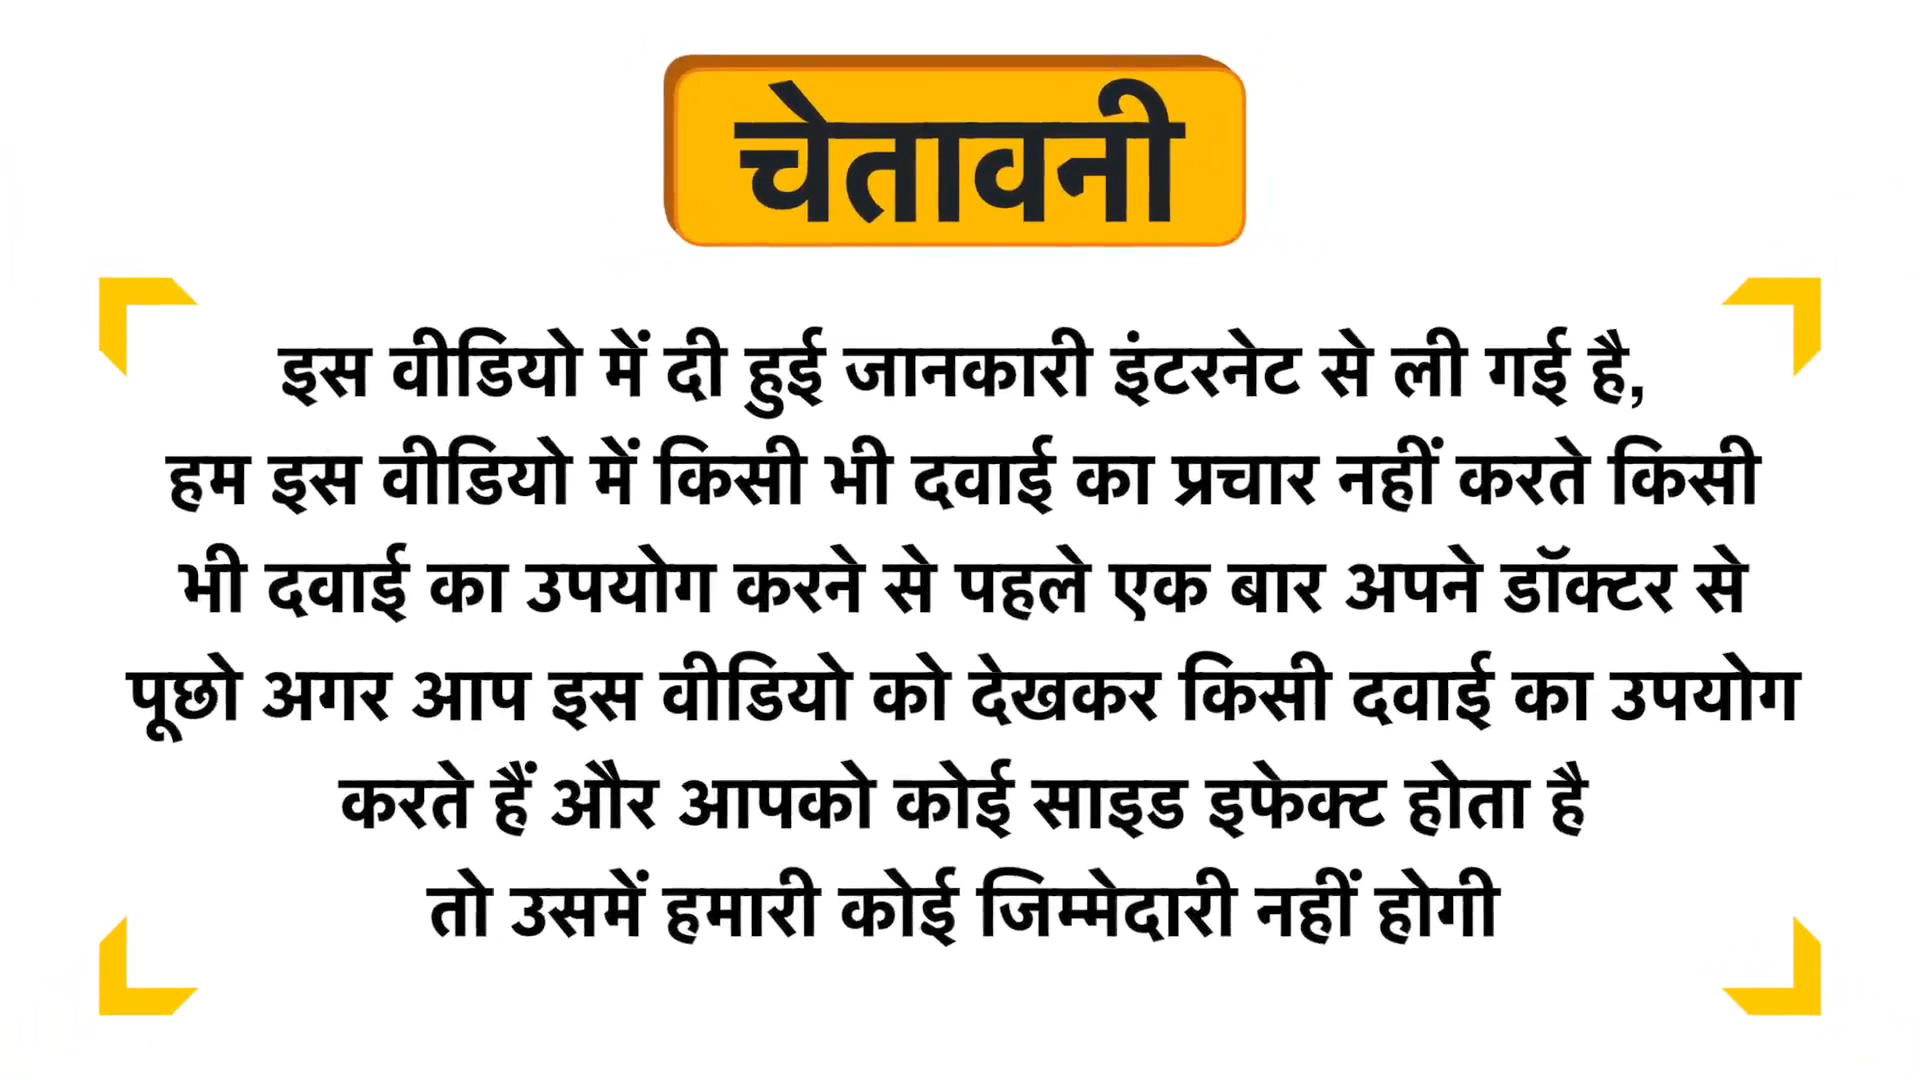 चेतावनी
इस वीडियो में दी हुई जानकारी इंटरनेट से ली गई है,
हम इस वीडियो में किसी भी दवाई का प्रचार नहीं करते किसी
भी दवाई का उपयोग करने से पहले एक बार अपने डॉक्टर से
पूछो अगर आप इस वीडियो को देखकर किसी दवाई का उपयोग
करते हैं और आपको कोई साइड इफेक्ट होता है
तो उसमें हमारी कोई जिम्मेदारी नहीं होगी